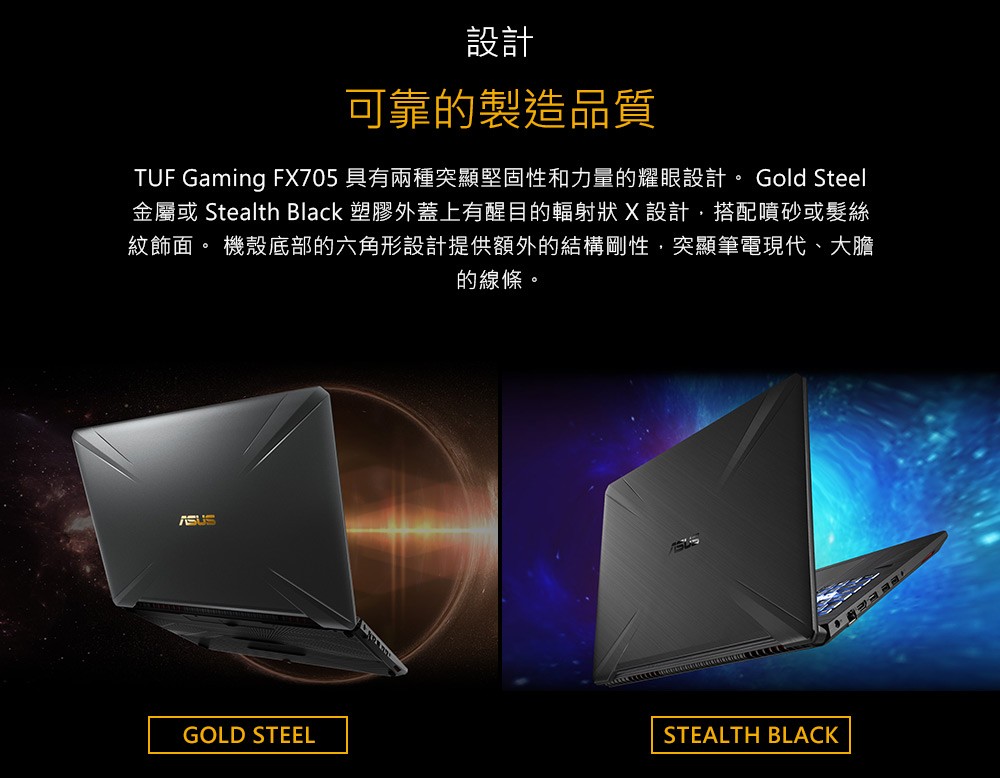 設計
可靠的製造品質
TUF Gaming FX705 具有兩種突顯堅固性和力量的耀眼設計。 Gold Steel
金屬或 Stealth Black 塑膠外蓋上有醒目的輻射狀 X 設計，搭配噴砂或髮絲
紋飾面。 機殼底部的六角形設計提供額外的結構剛性，突顯筆電現代、大膽
的線條。
ASUS
ASUS
GOLD STEEL
STEALTH BLACK